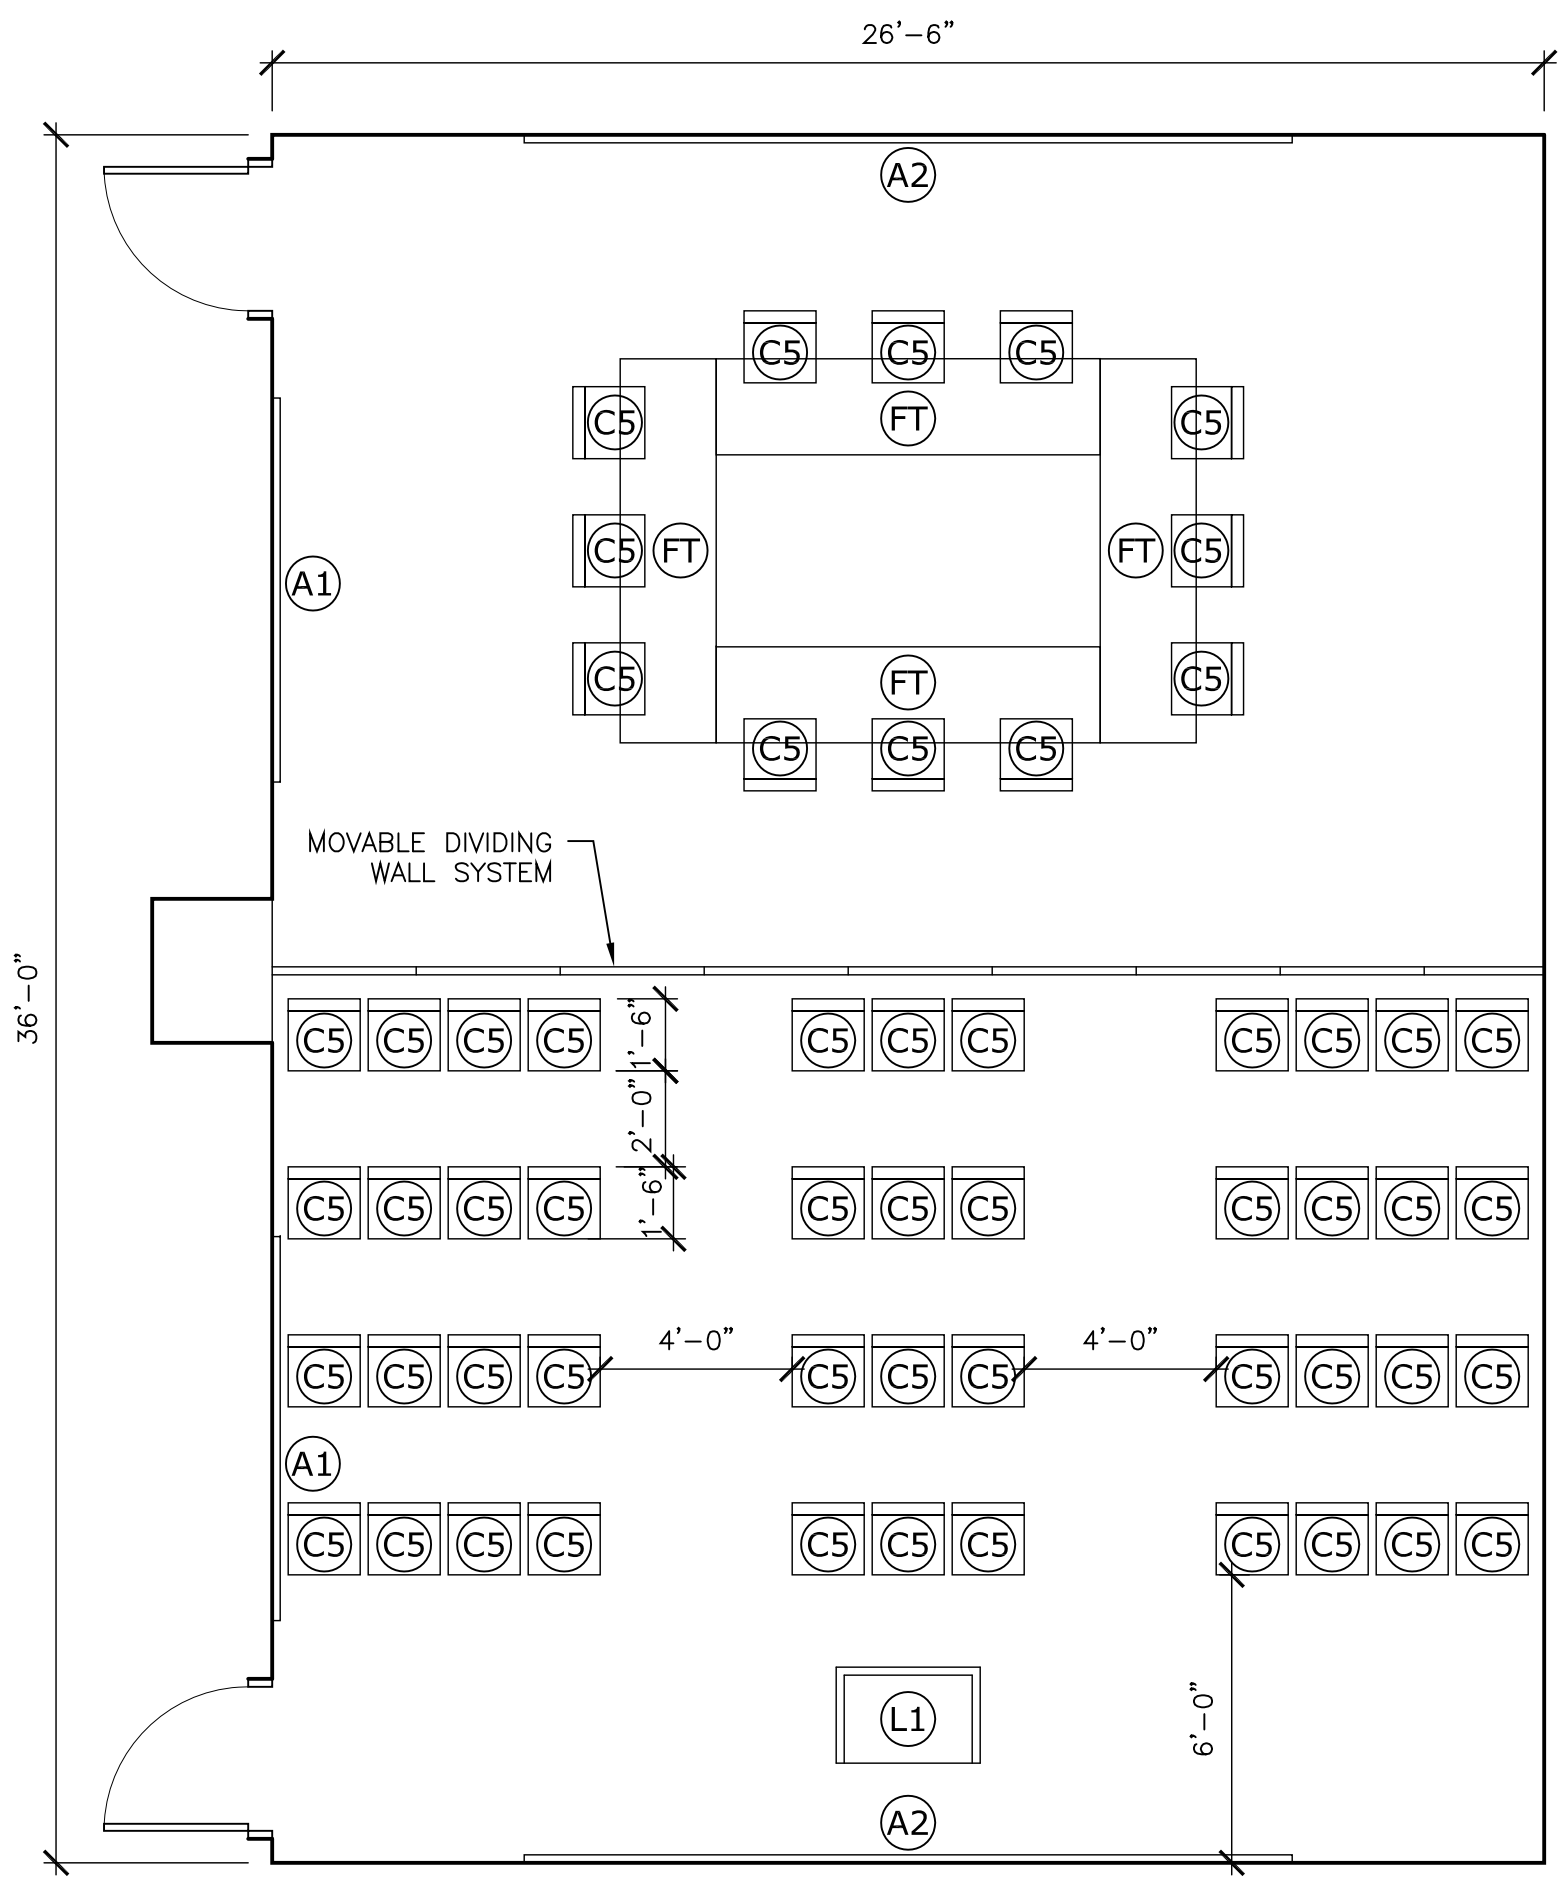 26’–6”
A2
C5 C5 C5
C5 C5
FT
C5 FT FT C5
A1
C5 FT C5
C5 C5 C5
MOVABLE DIVIDING
WALL SYSTEM
36’–0”
1’–6”
C5 C5 C5 C5 C5 C5 C5 C5 C5 C5 C5
2’–0”
1’–6”
C5 C5 C5 C5 C5 C5 C5 C5 C5 C5 C5
4’–0” 4’–0”
C5 C5 C5 C5 C5 C5 C5 C5 C5 C5 C5
A1
C5 C5 C5 C5 C5 C5 C5 C5 C5 C5 C5
L1
6’–0”
A2